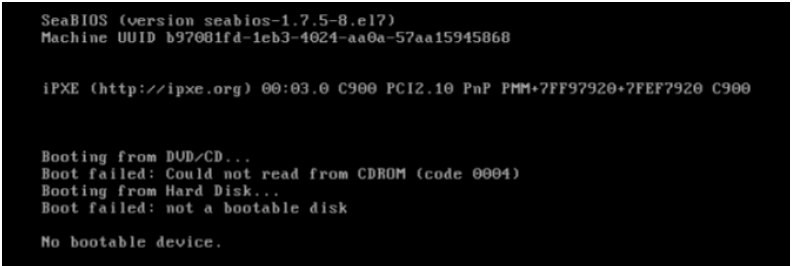 SeaBIOS (version seabios-1.7.5-8.el7)
Machine UUID b97081fd-1eb3-4024-aa0a-57aa15945868
iPXE (http://ipxe.org) 00:03.0 C900 PCI2.10 PnP PMM+7FF97920+7FEF7920 C900
Booting from DVD/CD...
Boot failed: Could not read from CDROM (code 0004)
Booting from Hard Disk...
Boot failed: not a bootable disk
No bootable device.